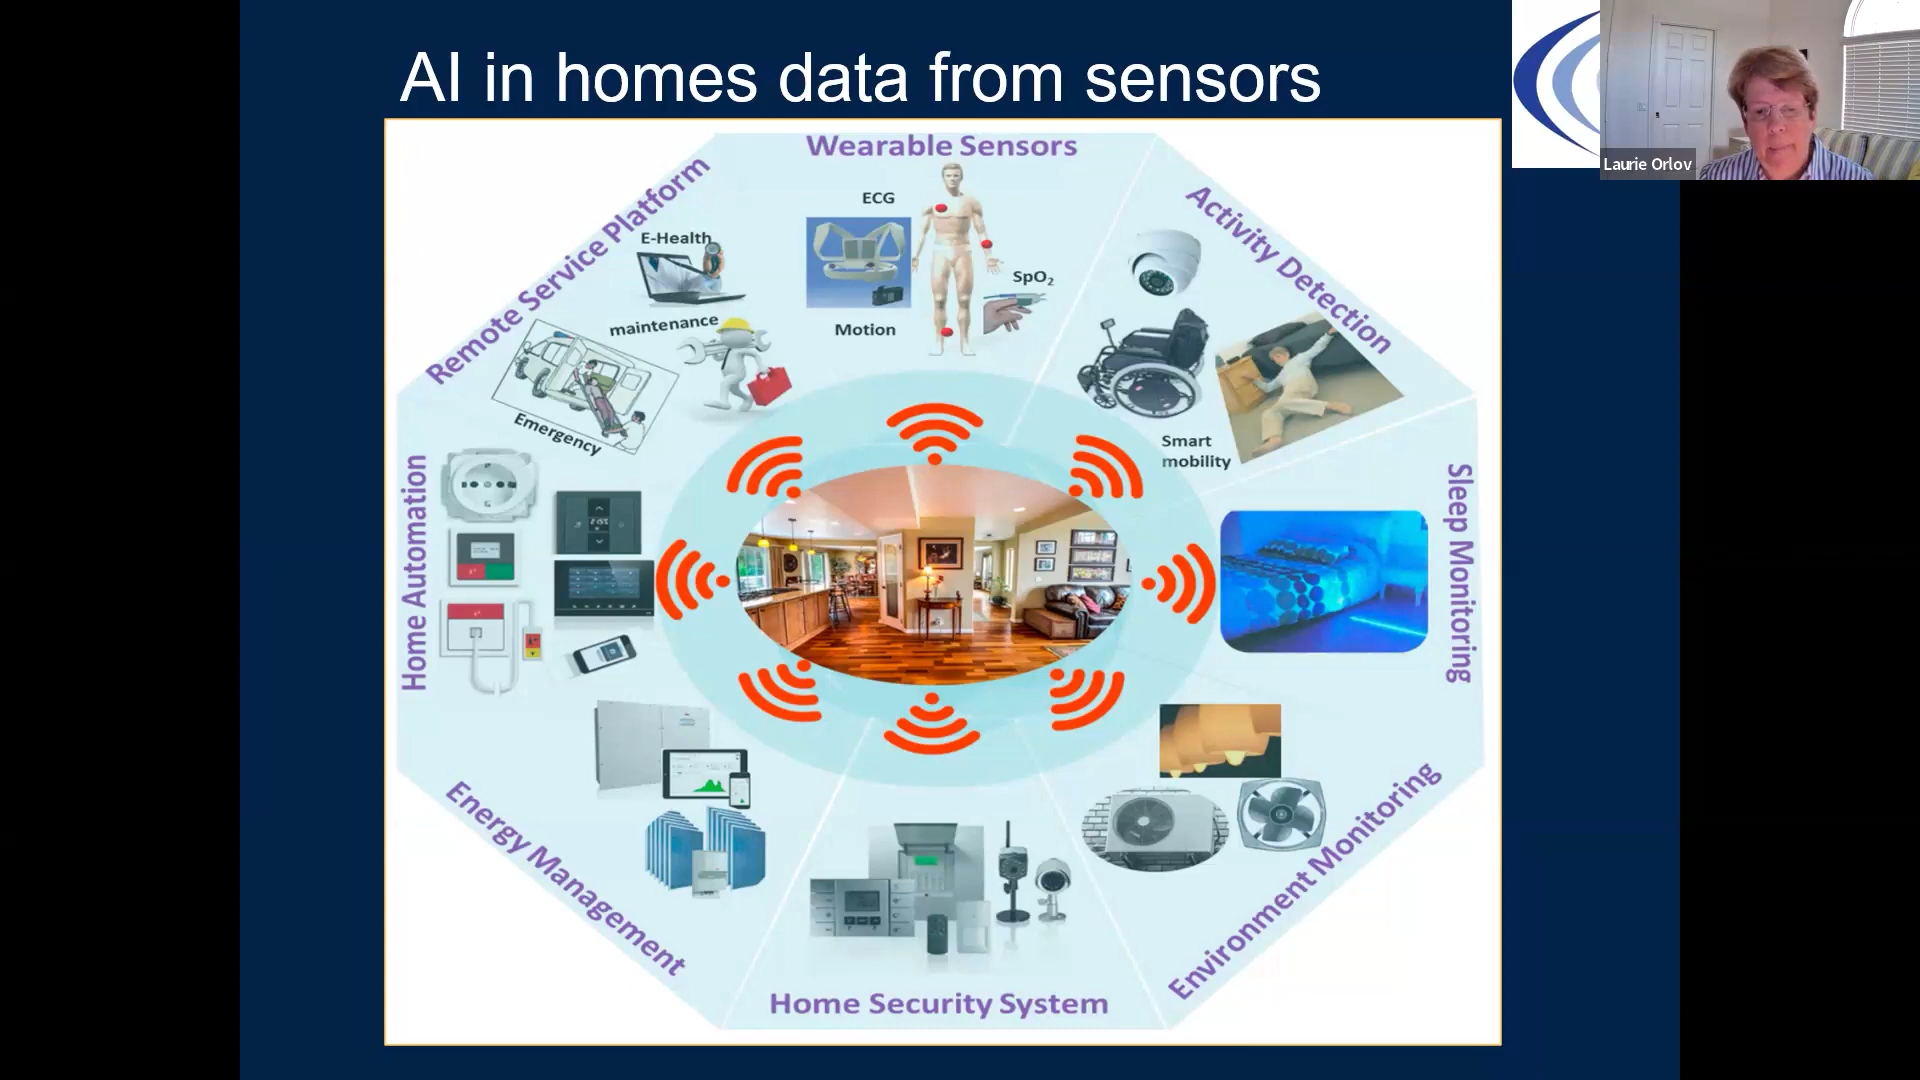 AI in homes data from sensors
Laurie Orlov
Wearable Sensors
ECG
SpO₂
Motion
Activity Detection
Smart
mobility
Sleep Monitoring
Environment Monitoring
Home Security System
Energy Management
Home Automation
Remote Service Platform
E-Health
maintenance
Emergency